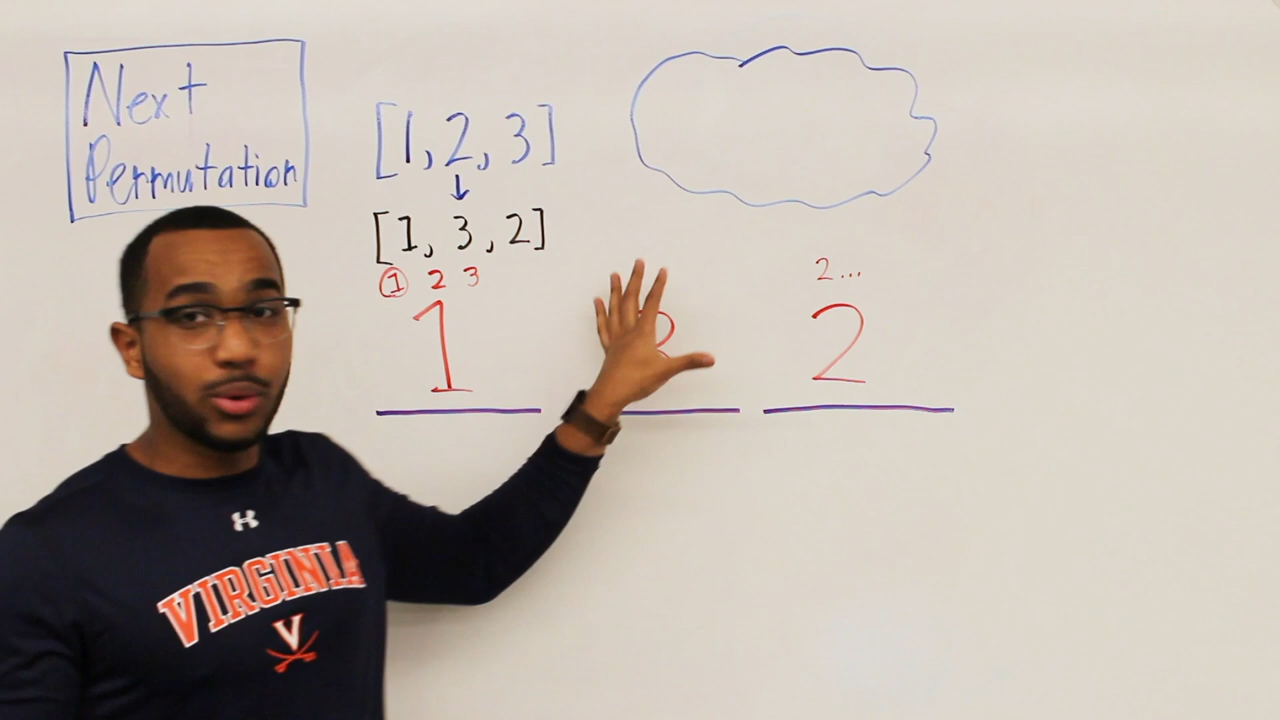 Next
Permutation
[1, 2, 3]
↓
[1, 3, 2]
① 2 3
2...
1 2
VIRGINIA
V